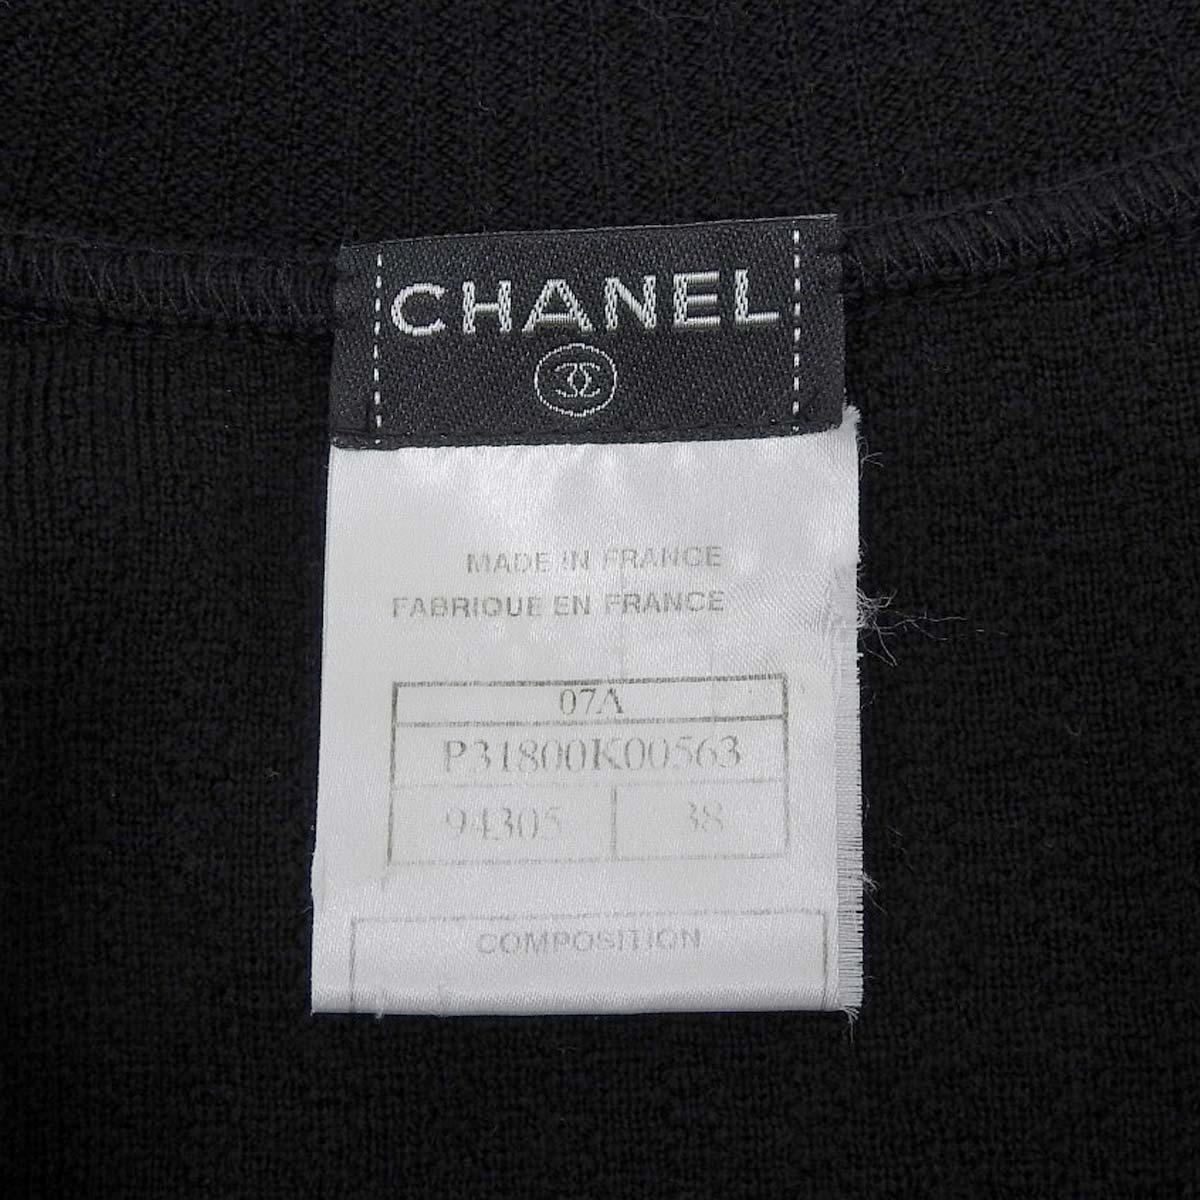 CHANEL
MADE IN FRANCE
FABRIQUE EN FRANCE
07A
P31800K00563
94305 38
COMPOSITION